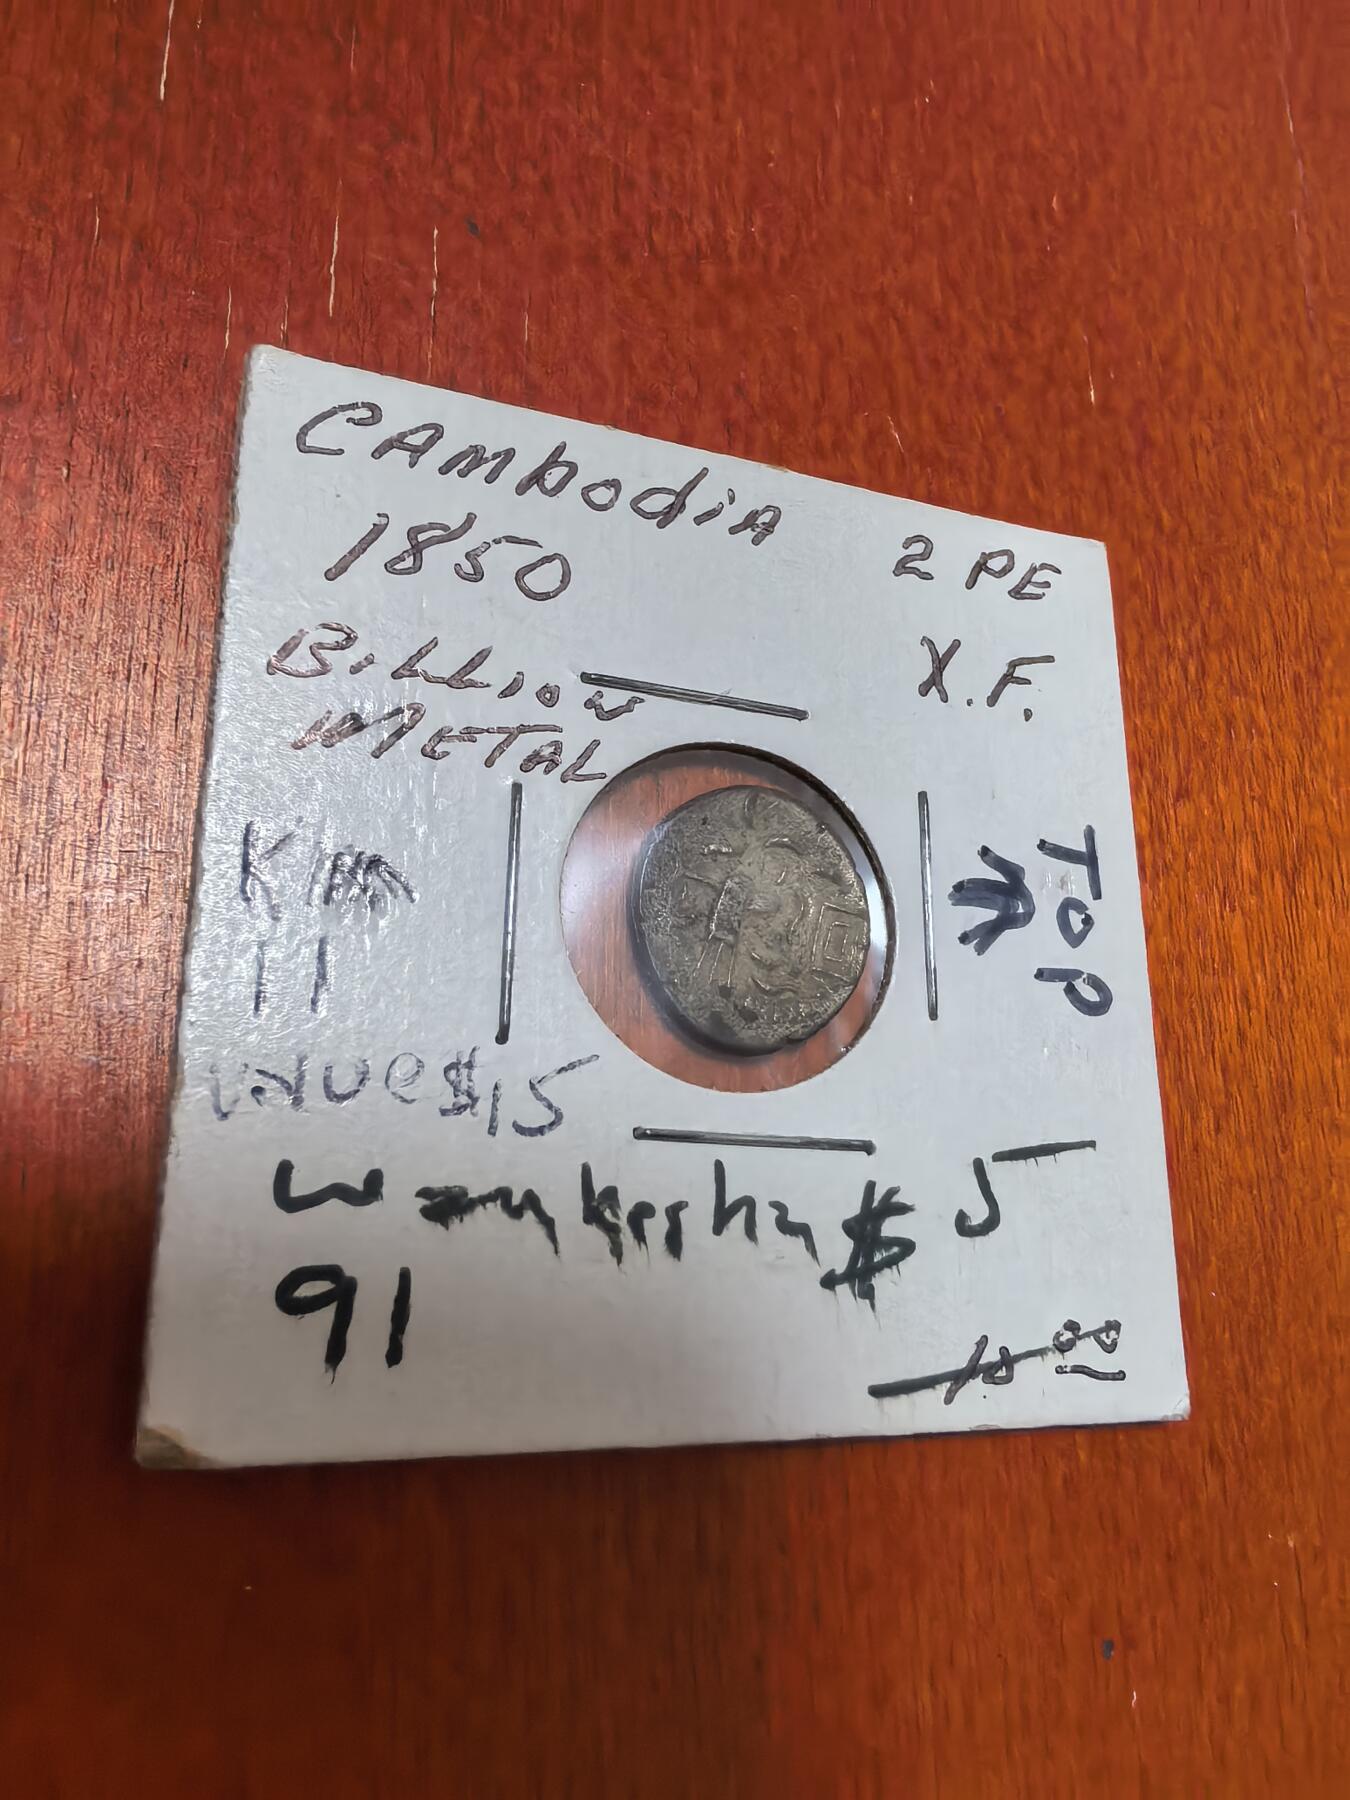 CAMbodiA
1850
2 PE
BiLLiON
METAL
X.F.
KM
11
TOP
VALUE $15
Waukesha $5
91
10.00